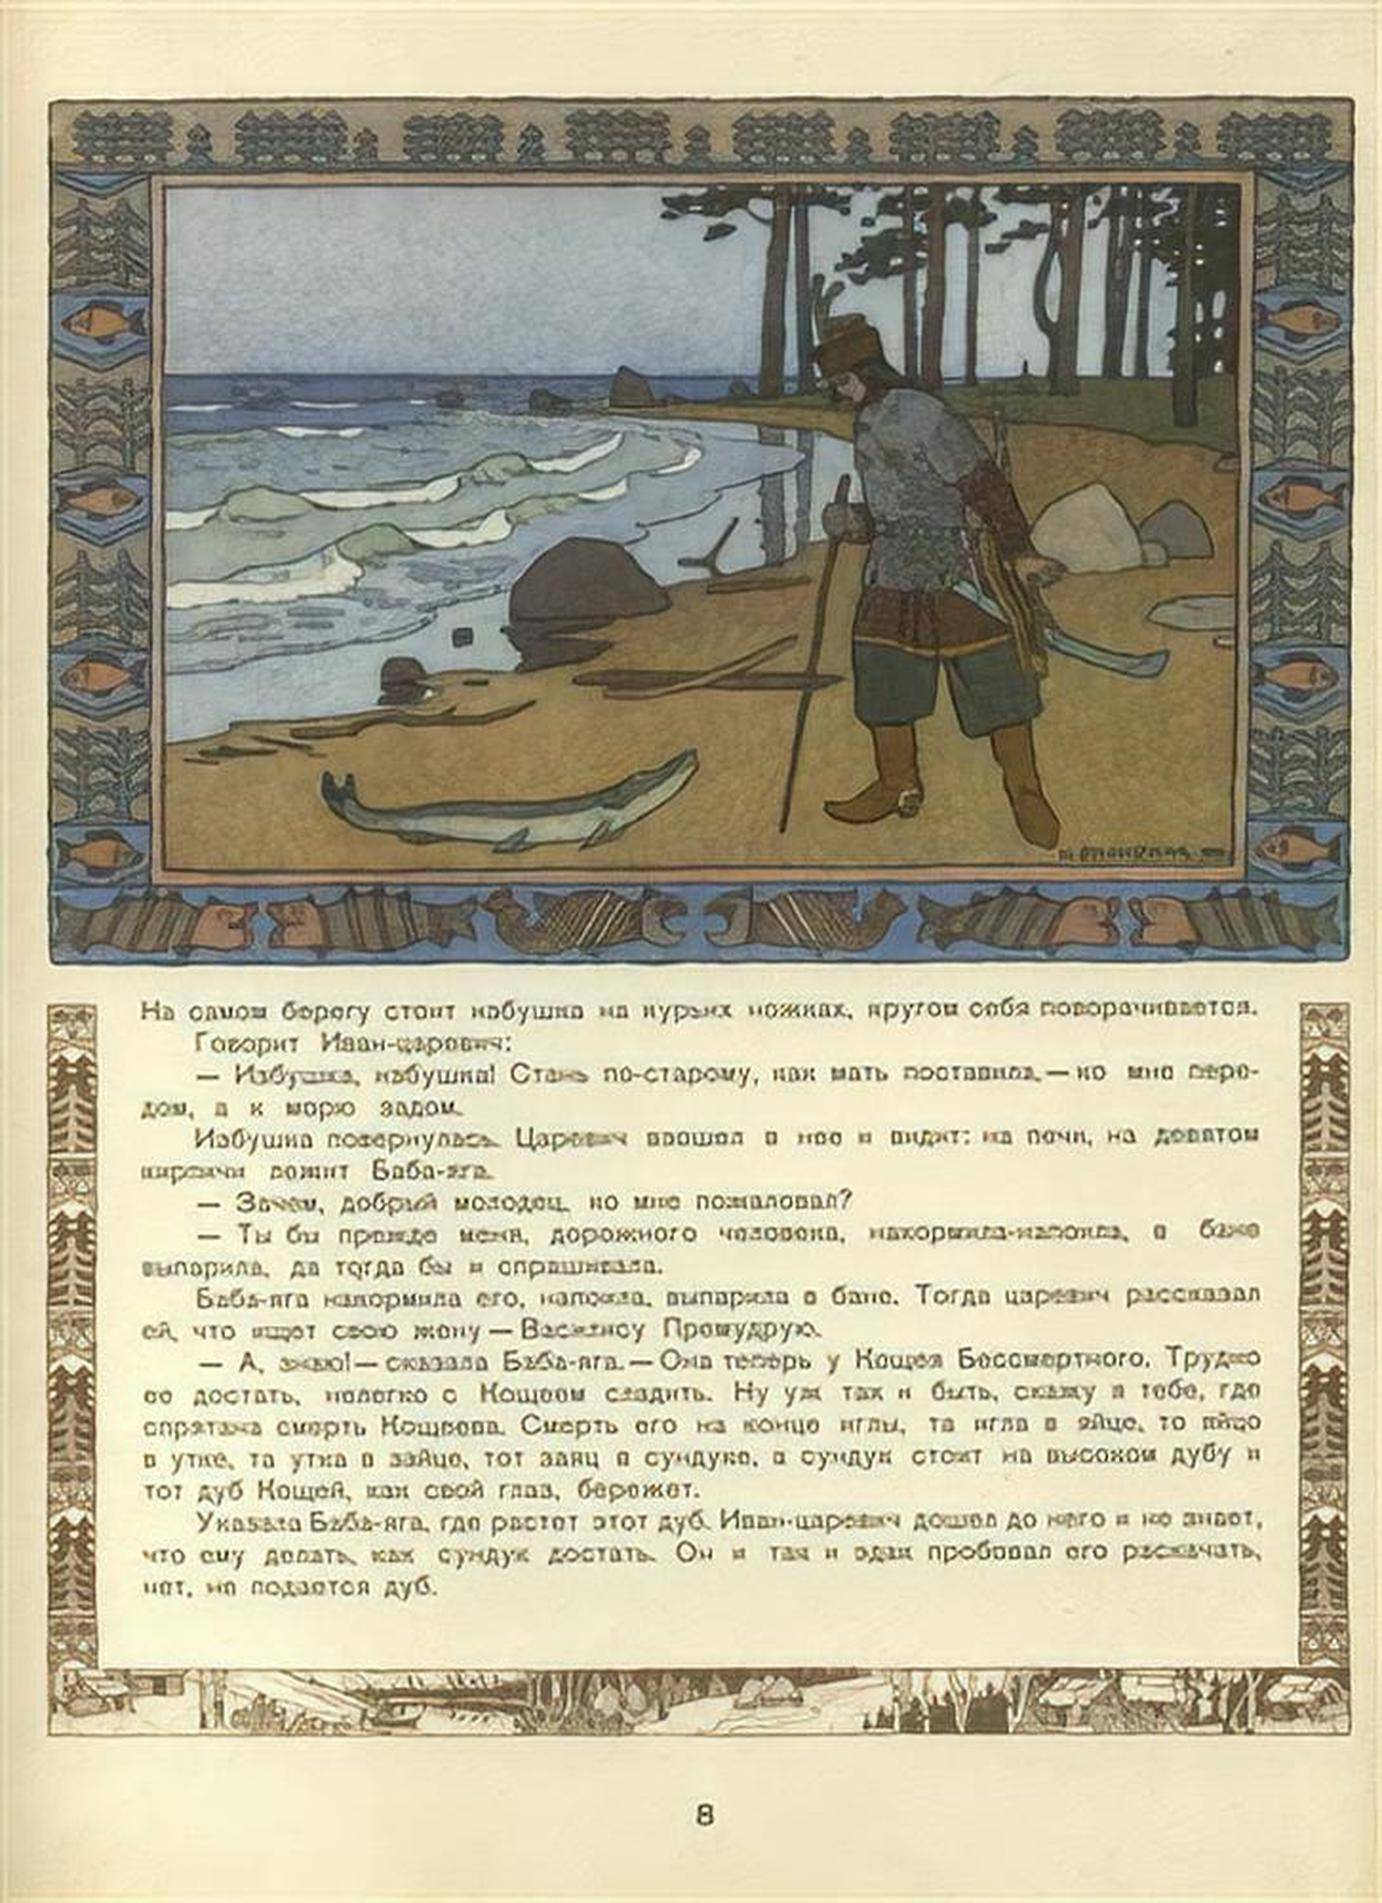 На самом берегу стоит избушка на курьих ножках, кругом себя поворачивается.
Говорит Иван-царевич:
— Избушка, избушка! Стань по-старому, как мать поставила, — ко мне пере-
дом, а к морю задом.
Избушка повернулась. Царевич взошел в нее и видит: на печи, на девятом
кирпичи лежит Баба-яга.
— Зачем, добрый молодец, ко мне пожаловал?
— Ты бы прежде меня, дорожного человека, накормила-напоила, в бане
выпарила, да тогда бы и спрашивала.
Баба-яга накормила его, напоила, выпарила в бане. Тогда царевич рассказал
ей, что ищет свою жену — Василису Премудрую.
— А, знаю! — сказала Баба-яга. — Она теперь у Кощея Бессмертного. Трудно
ее достать, нелегко с Кощеем сладить. Ну уж так и быть, скажу я тебе, где
спрятана смерть Кощеева. Смерть его на конце иглы, та игла в яйце, то яйцо
в утке, та утка в зайце, тот заяц в сундуке, а сундук стоит на высоком дубу и
тот дуб Кощей, как свой глаз, бережет.
Указала Баба-яга, где растет этот дуб. Иван-царевич дошел до него и не знает,
что ему делать, как сундук достать. Он и так и эдак пробовал его раскачать,
нет, не подается дуб.
8